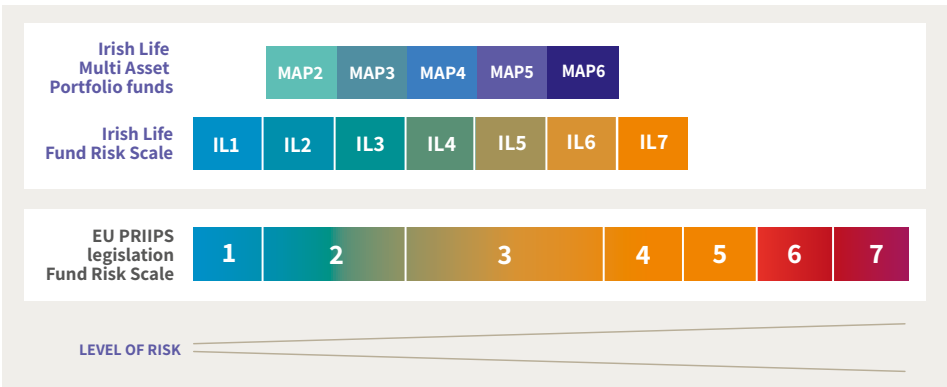 Irish Life
Multi Asset
Portfolio funds
MAP2 MAP3 MAP4 MAP5 MAP6
Irish Life
Fund Risk Scale
IL1 IL2 IL3 IL4 IL5 IL6 IL7
EU PRIIPS
legislation
Fund Risk Scale
1 2 3 4 5 6 7
LEVEL OF RISK